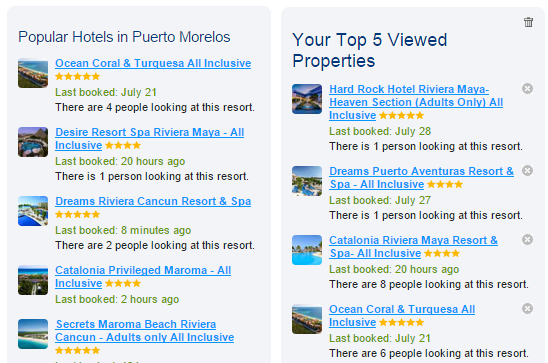 Popular Hotels in Puerto Morelos
Ocean Coral & Turquesa All Inclusive
Last booked: July 21
There are 4 people looking at this resort.
Desire Resort Spa Riviera Maya - All
Inclusive
Last booked: 20 hours ago
There is 1 person looking at this resort.
Dreams Riviera Cancun Resort & Spa
Last booked: 8 minutes ago
There are 2 people looking at this resort.
Catalonia Privileged Maroma - All
Inclusive
Last booked: 2 hours ago
Secrets Maroma Beach Riviera
Cancun - Adults only All Inclusive
Your Top 5 Viewed
Properties
Hard Rock Hotel Riviera Maya-
Heaven Section (Adults Only) All
Inclusive
Last booked: July 28
There is 1 person looking at this resort.
Dreams Puerto Aventuras Resort &
Spa - All Inclusive
Last booked: July 27
There is 1 person looking at this resort.
Catalonia Riviera Maya Resort &
Spa- All Inclusive
Last booked: 20 hours ago
There are 8 people looking at this resort.
Ocean Coral & Turquesa All
Inclusive
Last booked: July 21
There are 6 people looking at this resort.